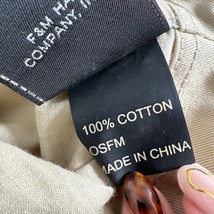 F&M HA
COMPANY, I
100% COTTON
OSFM
MADE IN CHINA